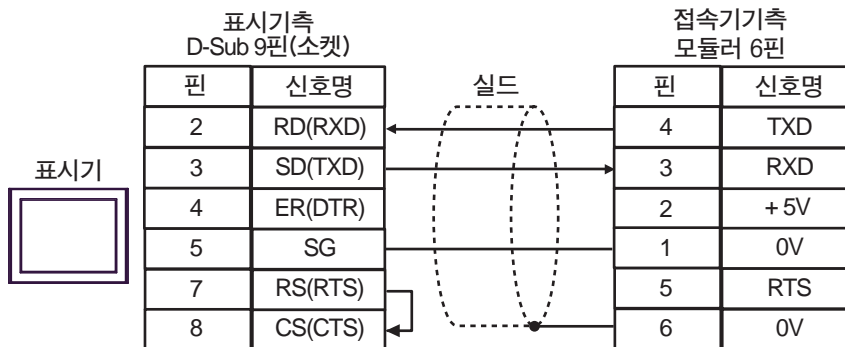 표시기측
D-Sub 9핀(소켓)
접속기기측
모듈러 6핀
핀 신호명 실드 핀 신호명
2 RD(RXD) 4 TXD
표시기 3 SD(TXD) 3 RXD
4 ER(DTR) 2 +5V
5 SG 1 0V
7 RS(RTS) 5 RTS
8 CS(CTS) 6 0V